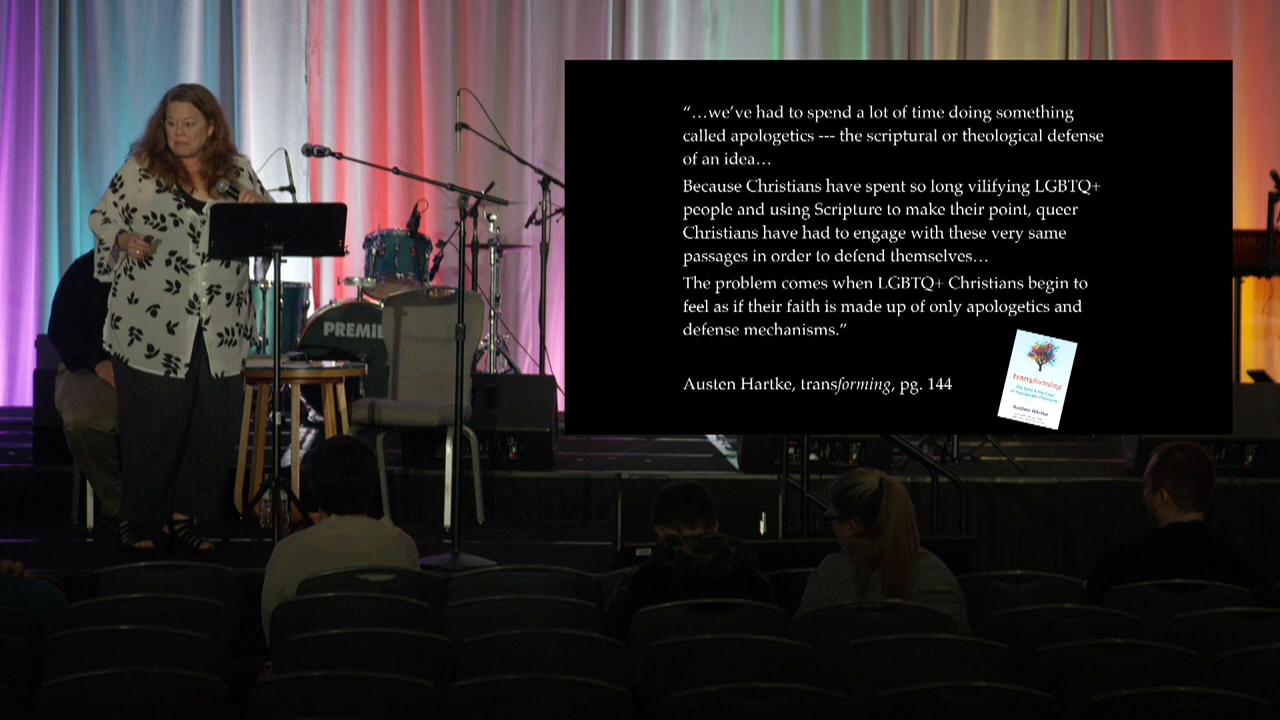 “…we’ve had to spend a lot of time doing something
called apologetics --- the scriptural or theological defense
of an idea…
Because Christians have spent so long vilifying LGBTQ+
people and using Scripture to make their point, queer
Christians have had to engage with these very same
passages in order to defend themselves…
The problem comes when LGBTQ+ Christians begin to
feel as if their faith is made up of only apologetics and
defense mechanisms.”
Austen Hartke, transforming, pg. 144
transforming
Austen Hartke
PREMI